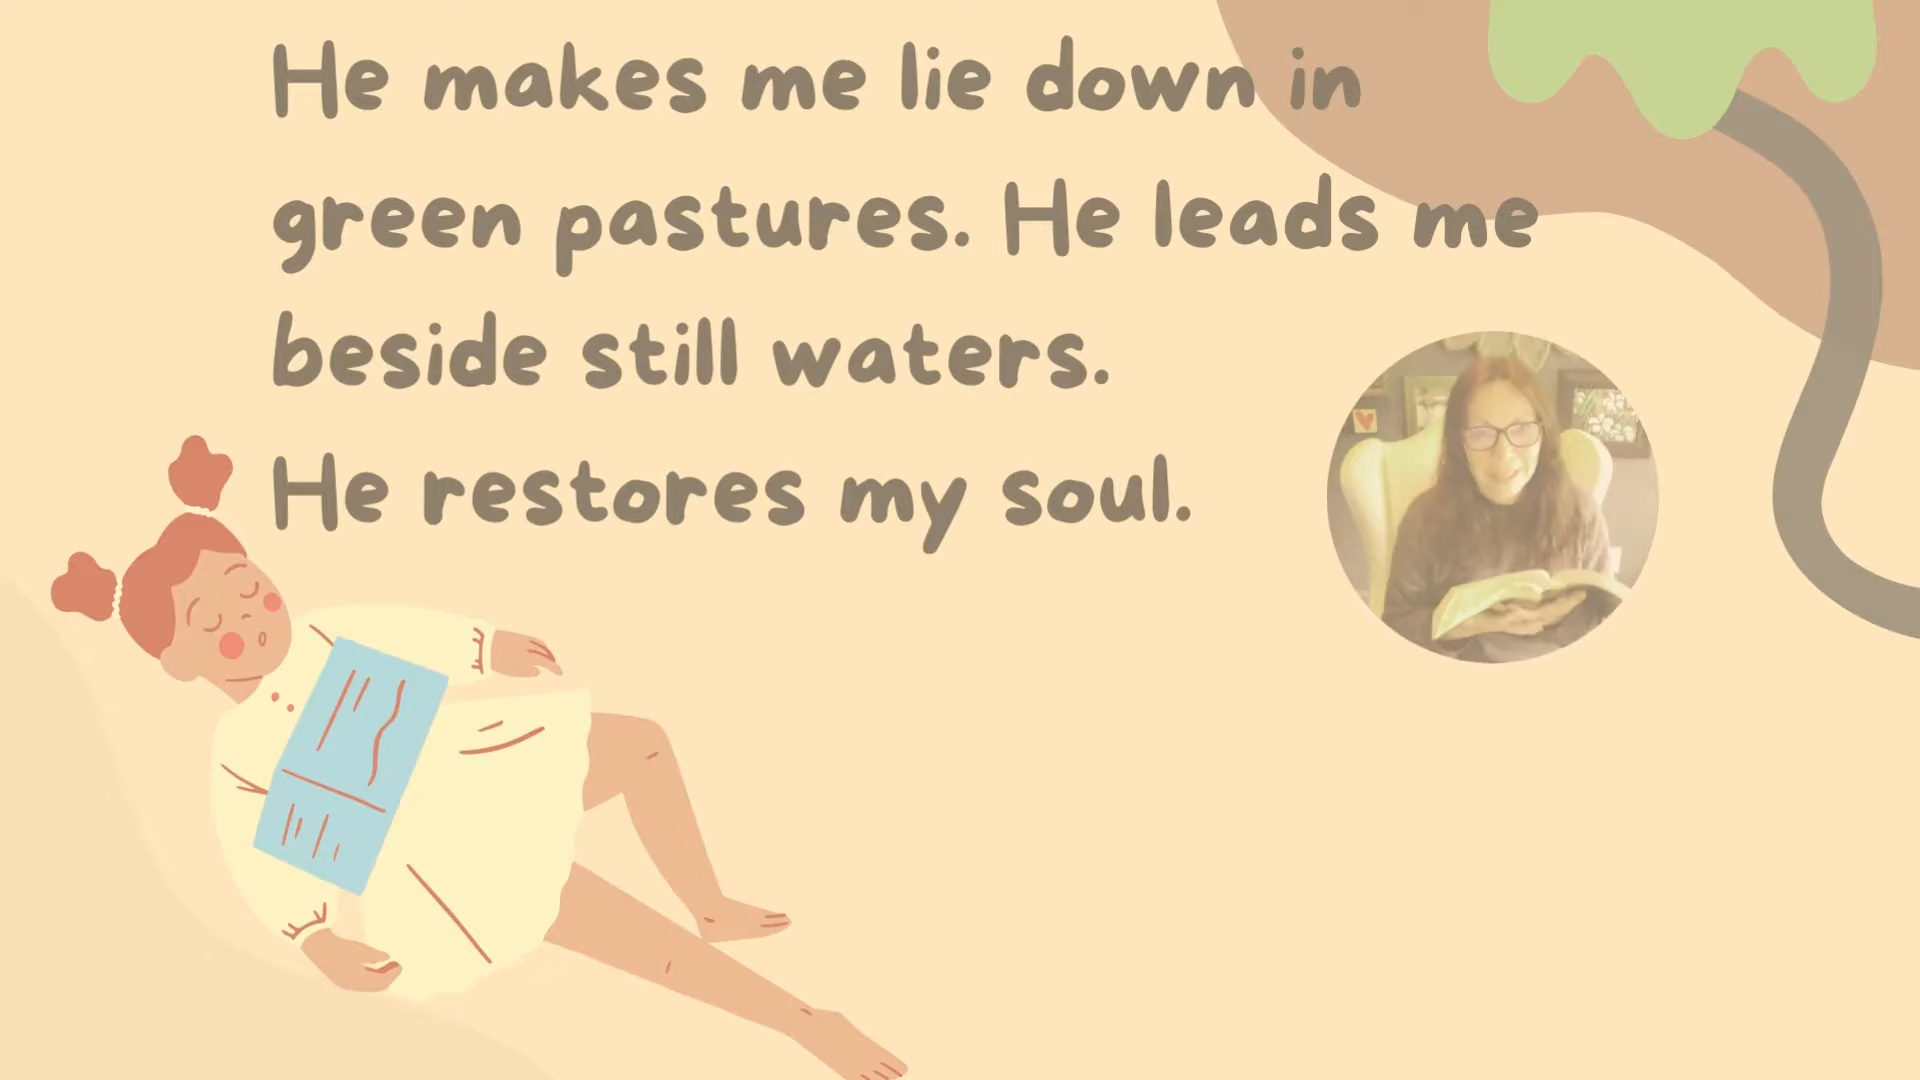 He makes me lie down in
green pastures. He leads me
beside still waters.
He restores my soul.